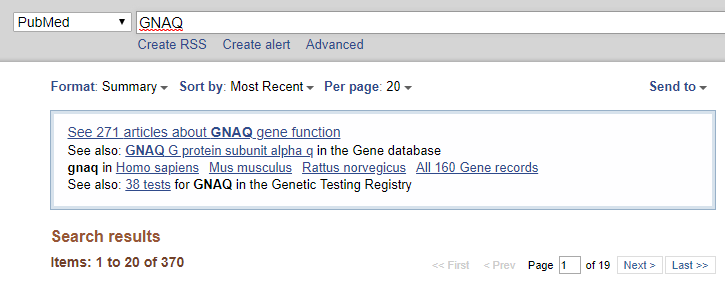 PubMed GNAQ
Create RSS Create alert Advanced
Format: Summary Sort by: Most Recent Per page: 20 Send to
See 271 articles about GNAQ gene function
See also: GNAQ G protein subunit alpha q in the Gene database
gnaq in Homo sapiens Mus musculus Rattus norvegicus All 160 Gene records
See also: 38 tests for GNAQ in the Genetic Testing Registry
Search results
Items: 1 to 20 of 370 << First < Prev Page 1 of 19 Next > Last >>